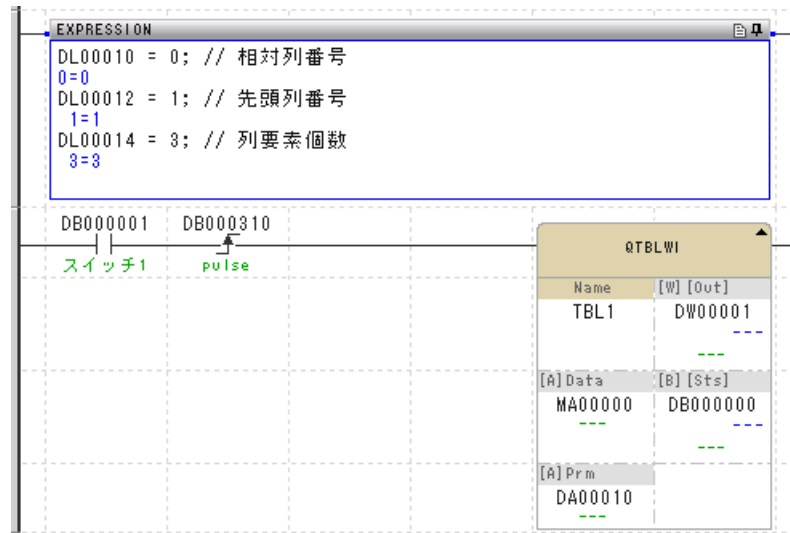 EXPRESSION
DL00010 = 0; // 相対列番号
0=0
DL00012 = 1; // 先頭列番号
1=1
DL00014 = 3; // 列要素個数
3=3
DB000001 DB000310
スイッチ1 pulse
QTBLWI
Name [W][Out]
TBL1 DW00001
---
---
[A]Data [B][Sts]
MA00000 DB000000
--- ---
---
[A]Prm
DA00010
---